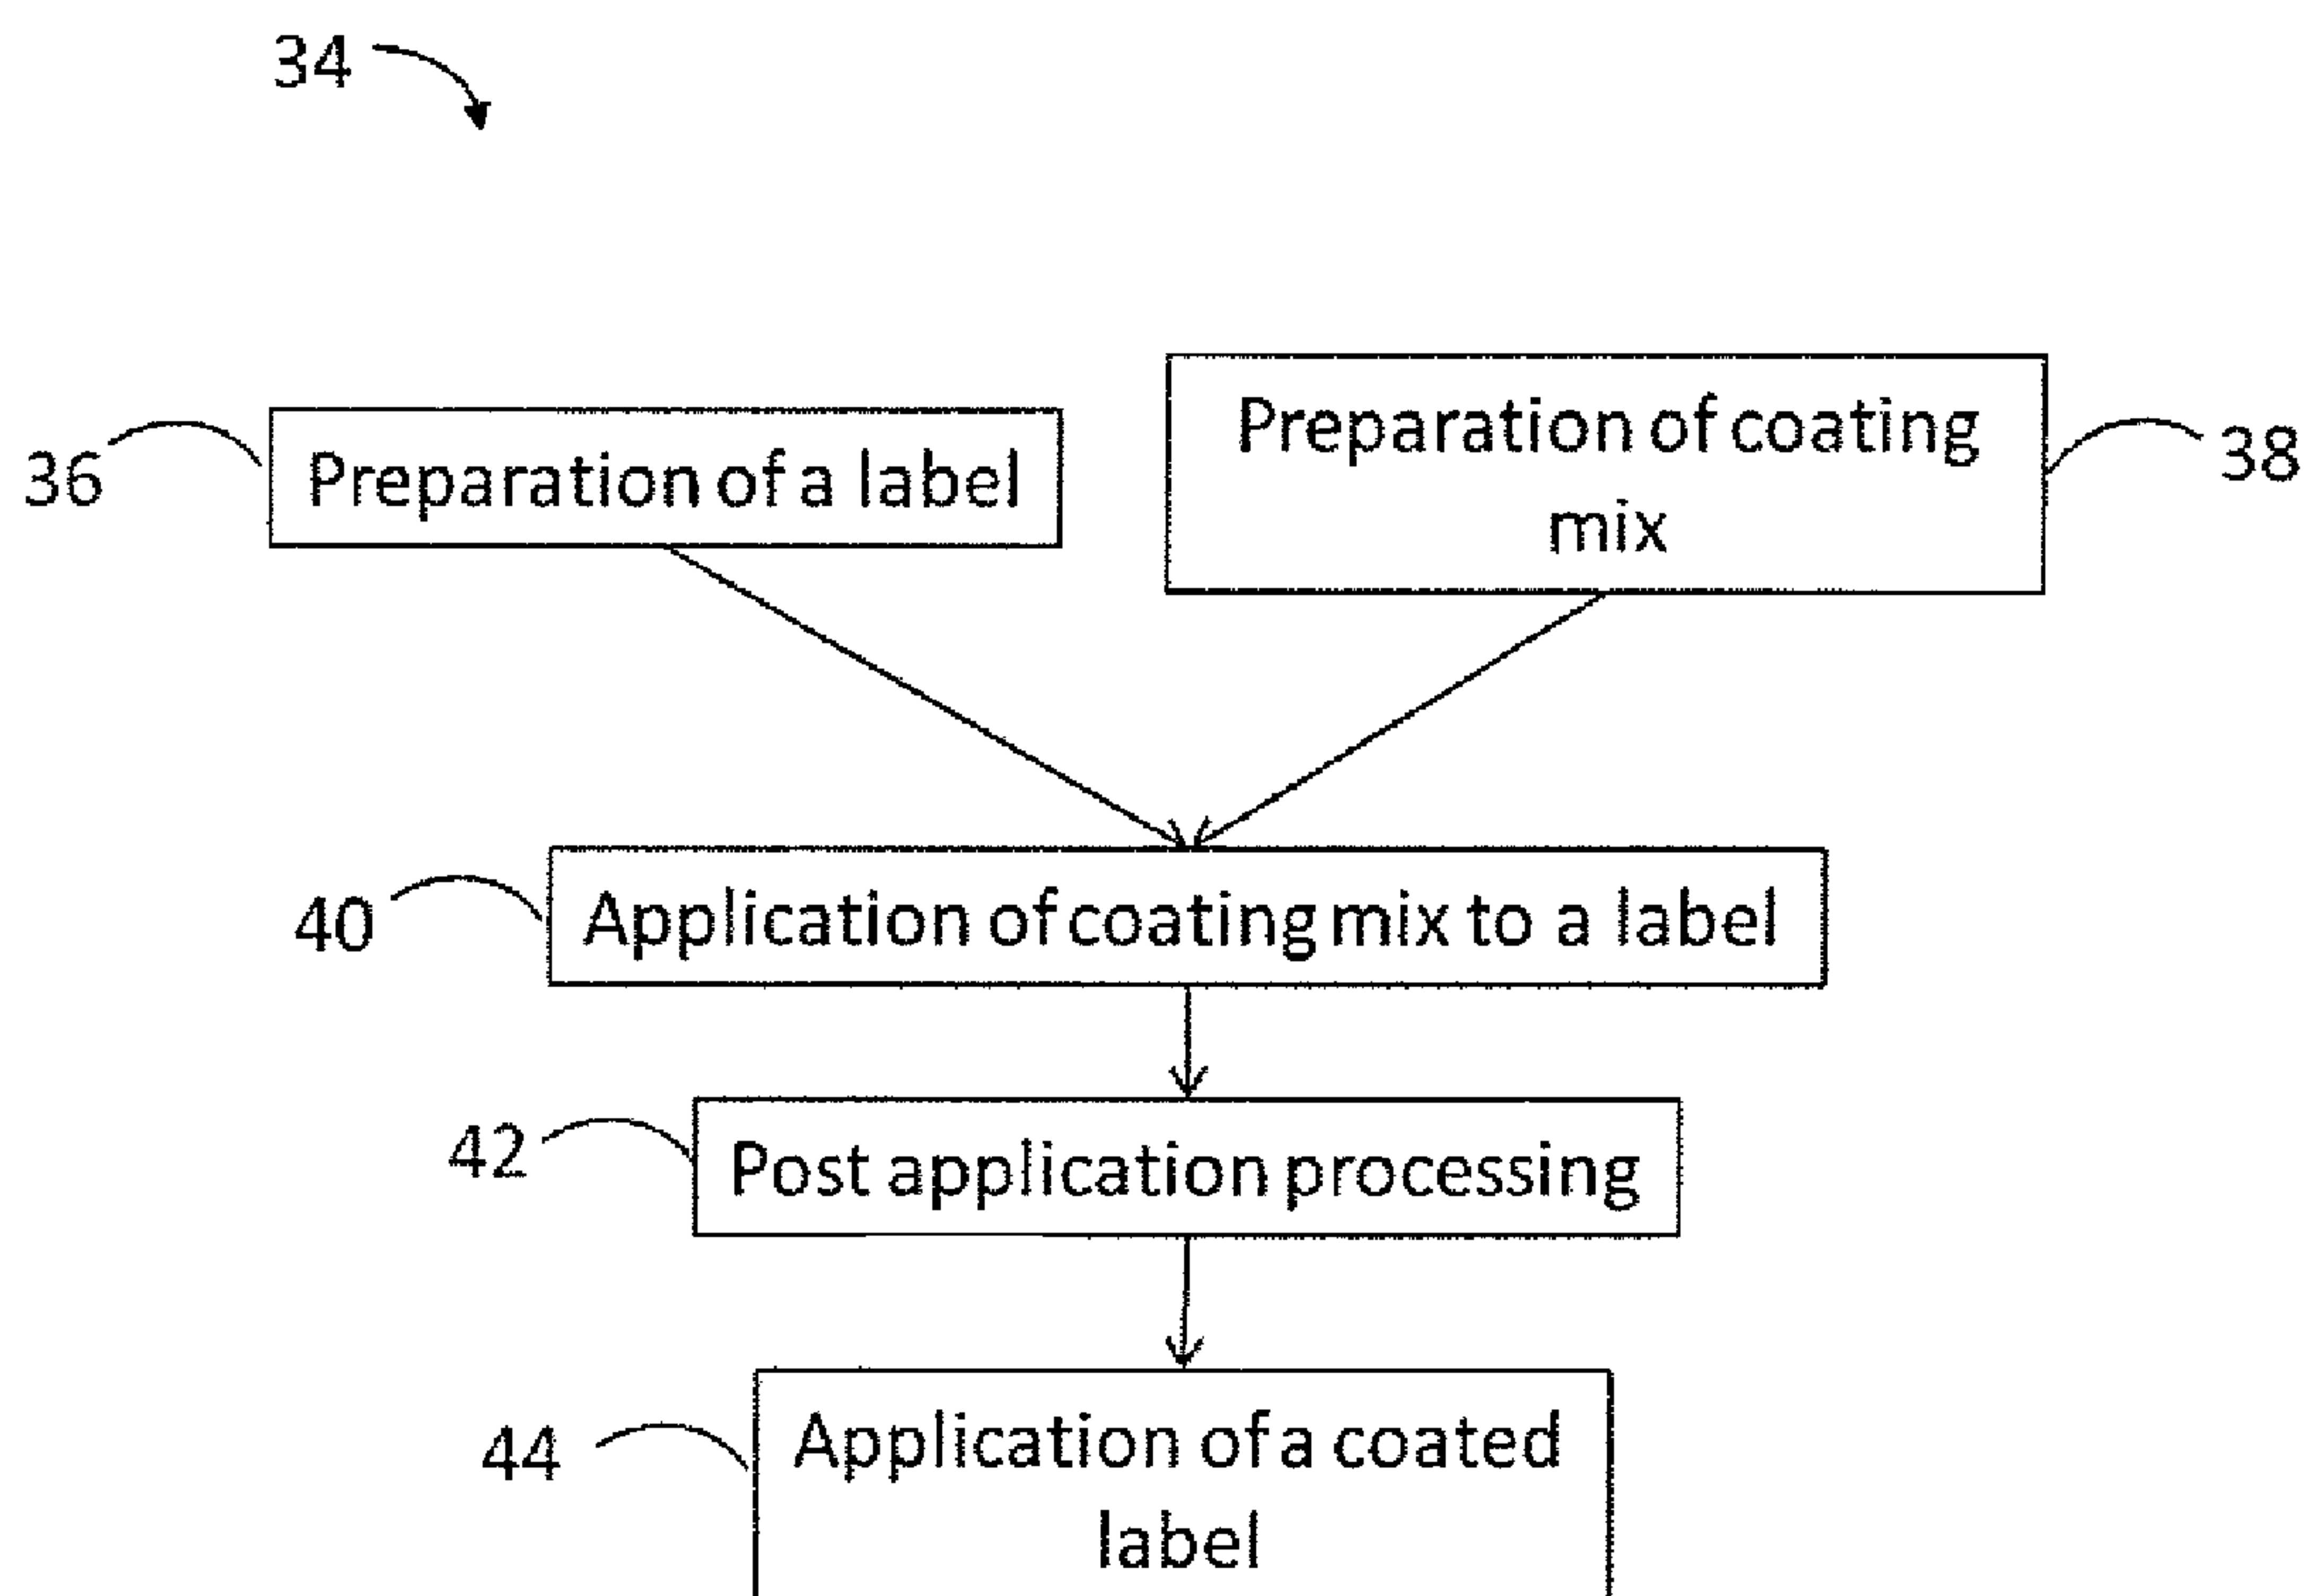 34
36
Preparation of a label
Preparation of coating
mix
38
40
Application of coating mix to a label
42
Post application processing
44
Application of a coated
label